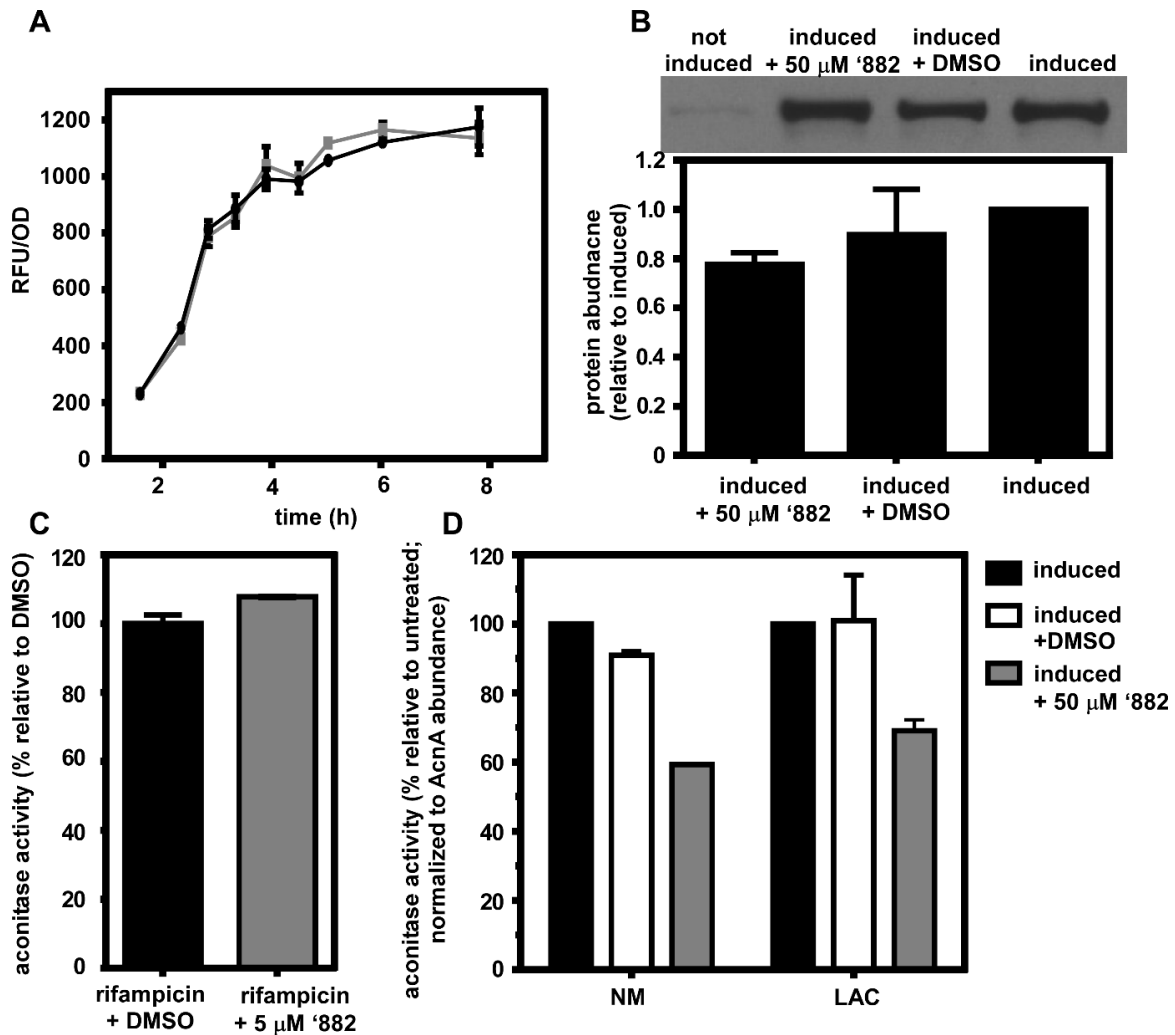 A
RFU/OD
1200
1000
800
600
400
200
0
2 4 6 8
time (h)
B
not induced
induced + 50 μM ‘882
induced + DMSO
induced
protein abudnacne
(relative to induced)
1.2
1.0
0.8
0.6
0.4
0.2
0
induced + 50 μM ‘882
induced + DMSO
induced
C
aconitase activity (% relative to DMSO)
120
100
80
60
40
20
0
rifampicin + DMSO
rifampicin + 5 μM ‘882
D
aconitase activity (% relative to untreated;
normalized to AcnA abundance)
120
100
80
60
40
20
0
NM LAC
induced
induced
+DMSO
induced
+ 50 μM ‘882